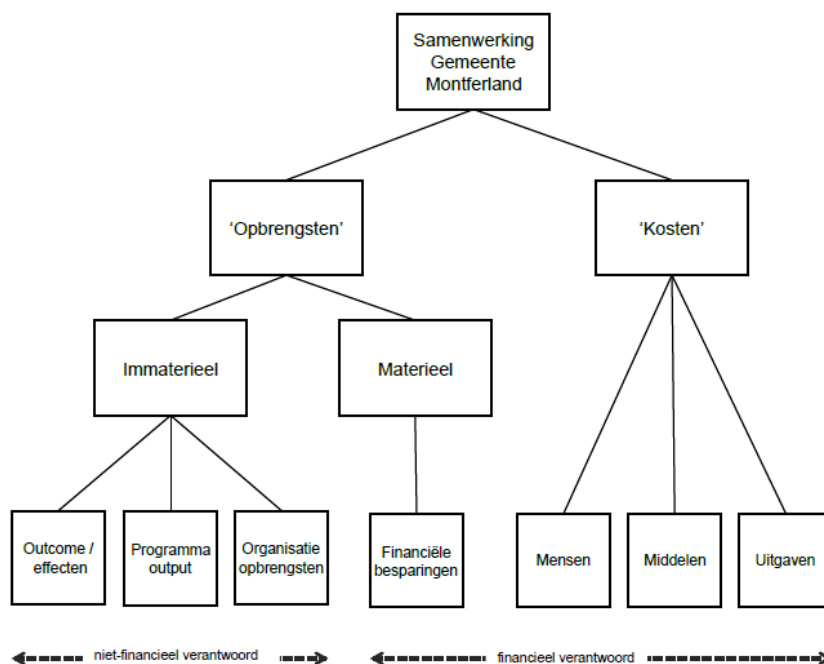 Samenwerking
Gemeente
Montferland
‘Opbrengsten’
‘Kosten’
Immaterieel
Materieel
Outcome /
effecten
Programma
output
Organisatie
opbrengsten
Financiële
besparingen
Mensen
Middelen
Uitgaven
niet-financieel verantwoord
financieel verantwoord